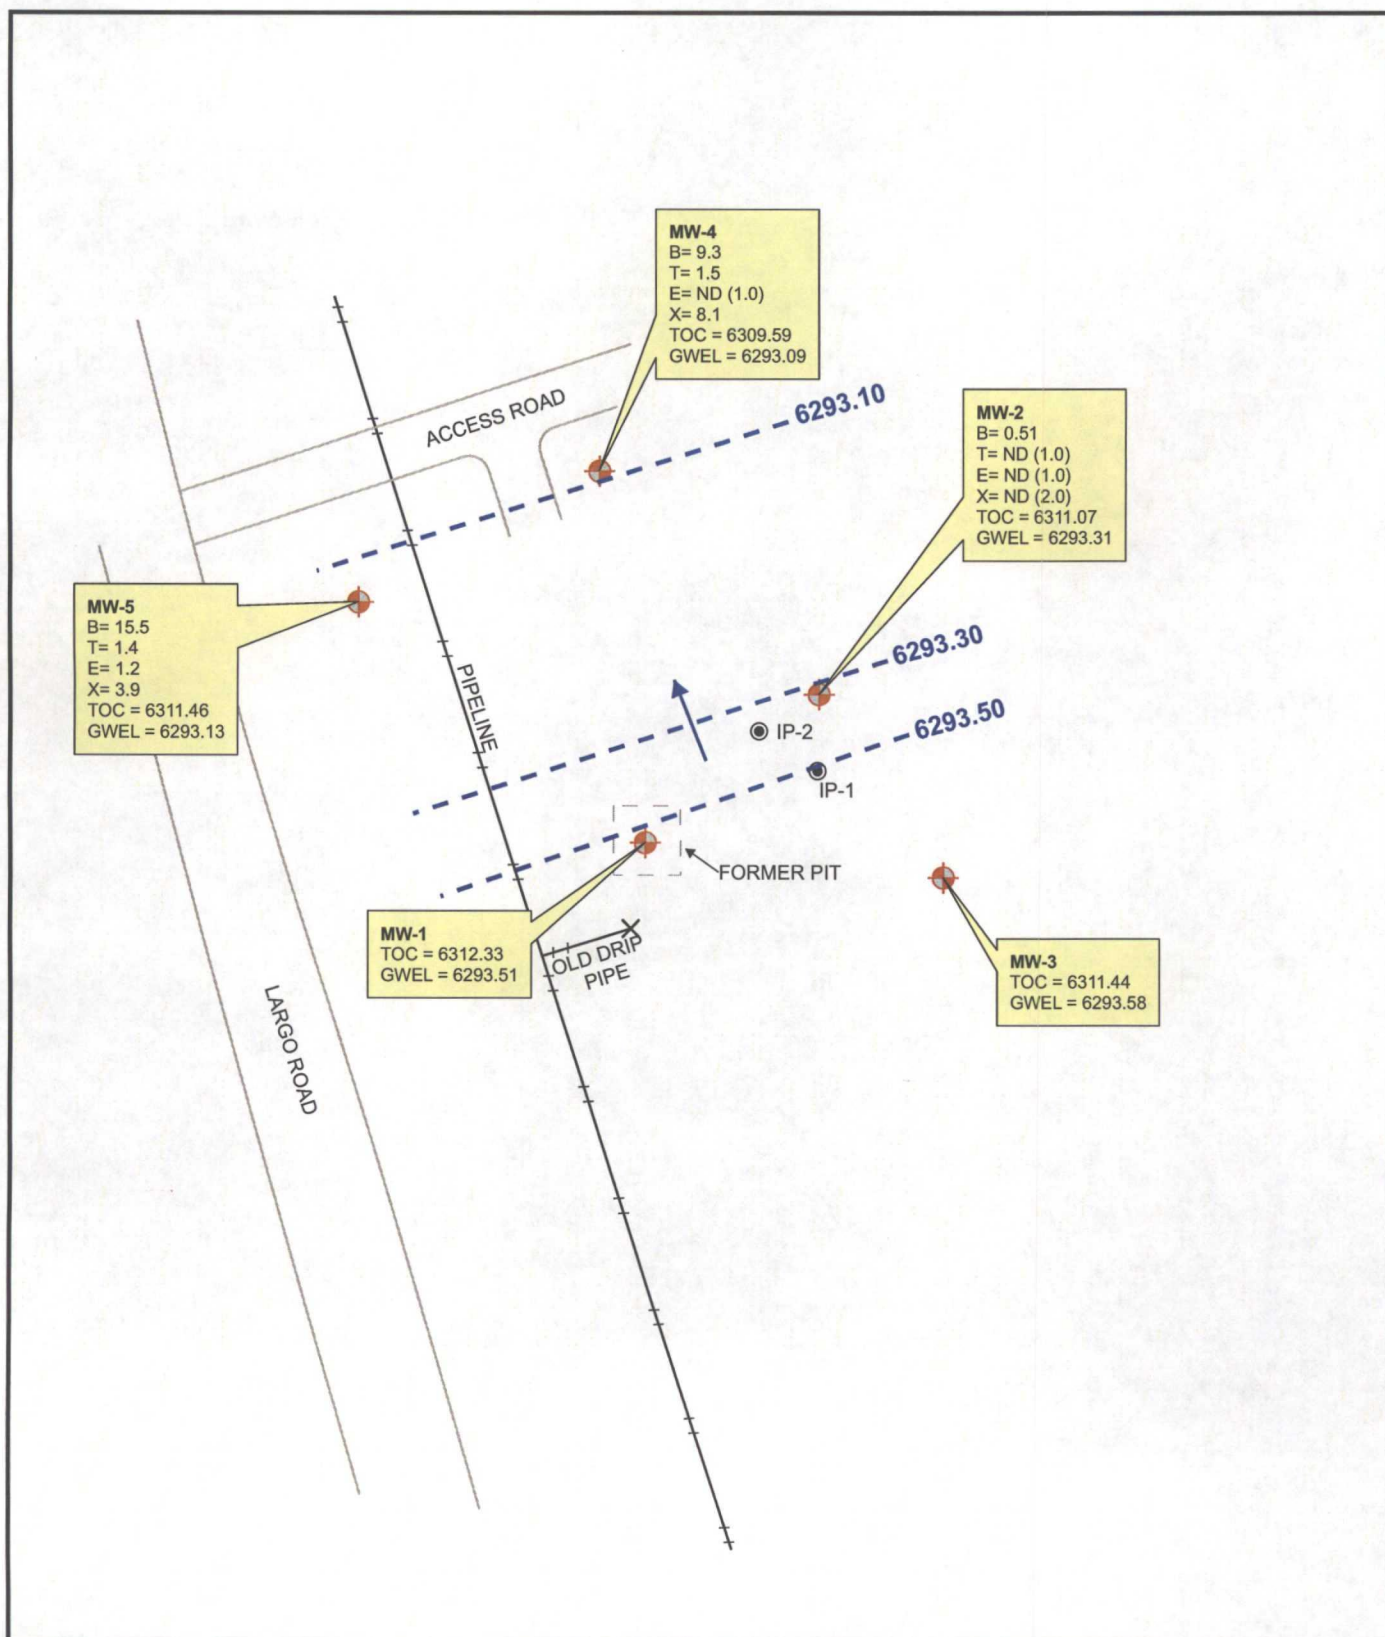 MW-4
B= 9.3
T= 1.5
E= ND (1.0)
X= 8.1
TOC = 6309.59
GWEL = 6293.09
ACCESS ROAD
6293.10
MW-2
B= 0.51
T= ND (1.0)
E= ND (1.0)
X= ND (2.0)
TOC = 6311.07
GWEL = 6293.31
MW-5
B= 15.5
T= 1.4
E= 1.2
X= 3.9
TOC = 6311.46
GWEL = 6293.13
PIPELINE
6293.30
6293.50
IP-2
IP-1
FORMER PIT
MW-1
TOC = 6312.33
GWEL = 6293.51
OLD DRIP
PIPE
MW-3
TOC = 6311.44
GWEL = 6293.58
LARGO ROAD